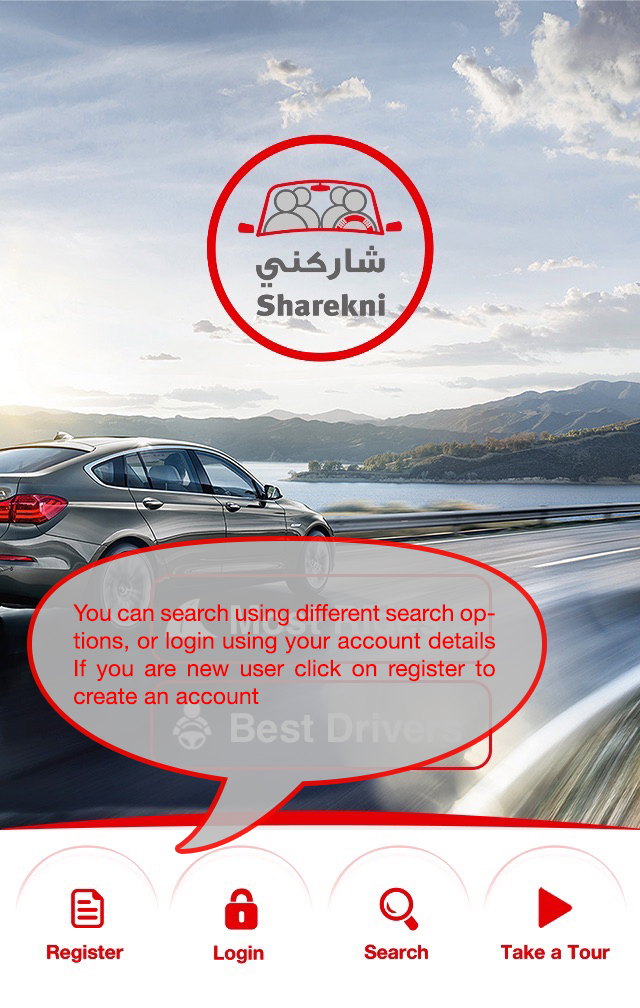 شاركني
Sharekni
You can search using different search op-
tions, or login using your account details
If you are new user click on register to
create an account
Best Drivers
Register
Login
Search
Take a Tour